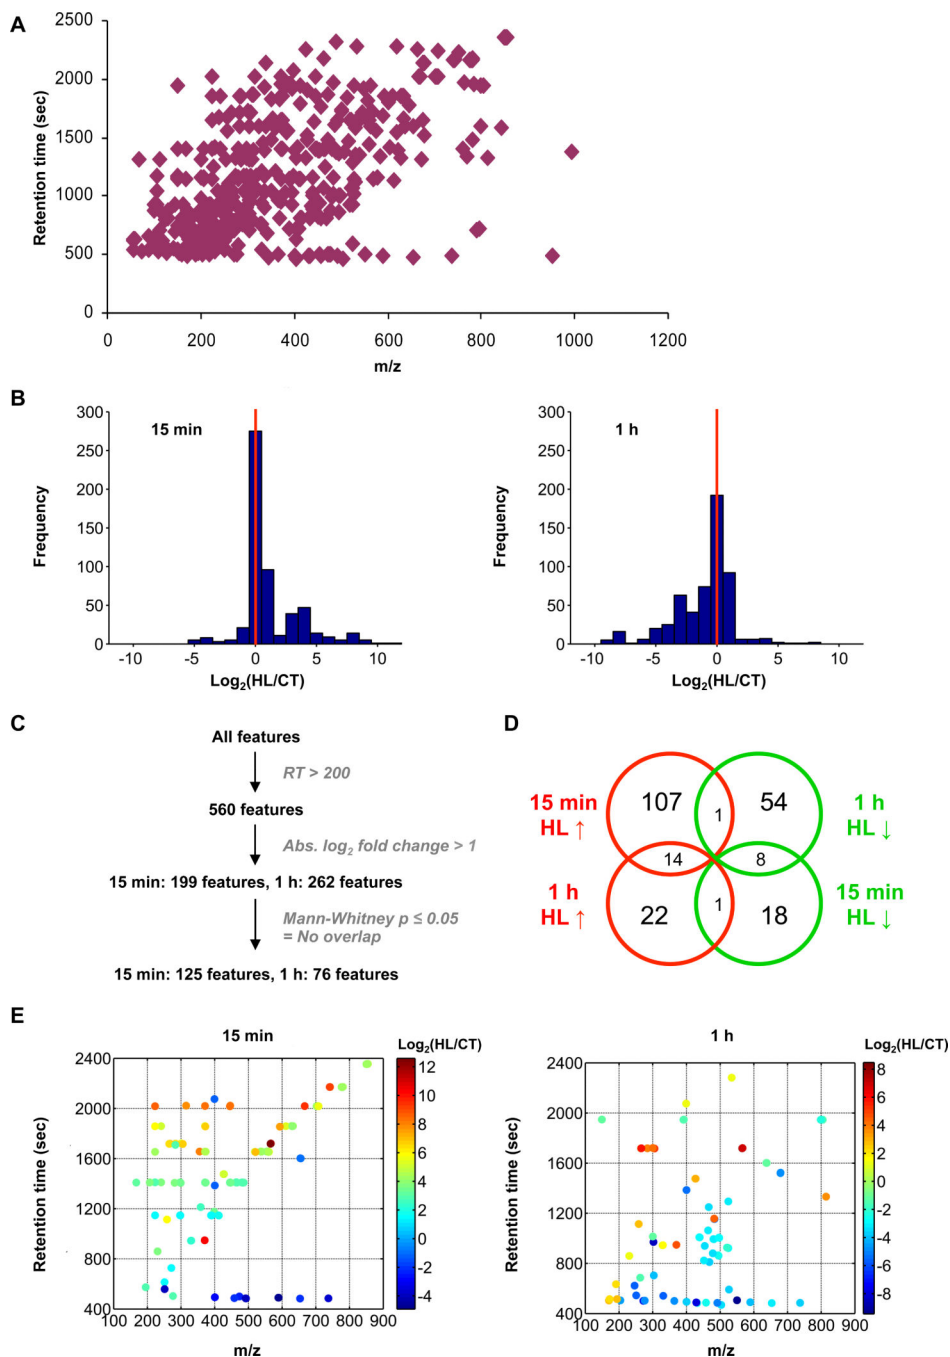 A
2500
2000
1500
1000
500
0
Retention time (sec)
0 200 400 600 800 1000 1200
m/z
B
300
250
200
150
100
50
0
Frequency
15 min
-10 -5 0 5 10
Log2(HL/CT)
300
250
200
150
100
50
0
Frequency
1 h
-10 -5 0 5 10
Log2(HL/CT)
C
All features
RT > 200
560 features
Abs. log2 fold change > 1
15 min: 199 features, 1 h: 262 features
Mann-Whitney p ≤ 0.05
= No overlap
15 min: 125 features, 1 h: 76 features
D
15 min
HL ↑
107
1
54
1 h
HL ↓
14
8
1 h
HL ↑
22
1
18
15 min
HL ↓
E
15 min
Log2(HL/CT)
2400
2000
1600
1200
800
400
Retention time (sec)
100 200 300 400 500 600 700 800 900
m/z
12
10
8
6
4
2
0
-2
-4
1 h
Log2(HL/CT)
2400
2000
1600
1200
800
400
Retention time (sec)
100 200 300 400 500 600 700 800 900
m/z
8
6
4
2
0
-2
-4
-6
-8